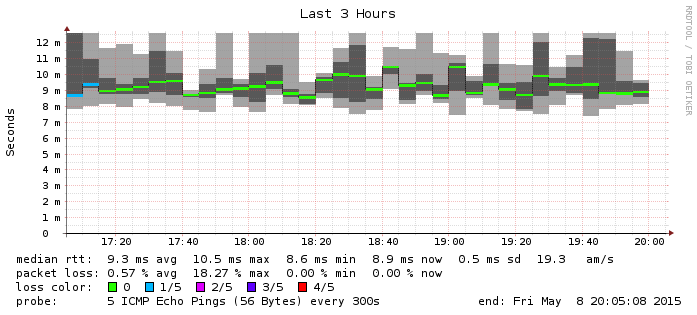 Last 3 Hours
RRDTOOL / TOBI OETIKER
Seconds
12 m
11 m
10 m
9 m
8 m
7 m
6 m
5 m
4 m
3 m
2 m
1 m
0
17:20 17:40 18:00 18:20 18:40 19:00 19:20 19:40 20:00
median rtt: 9.3 ms avg 10.5 ms max 8.6 ms min 8.9 ms now 0.5 ms sd 19.3 am/s
packet loss: 0.57 % avg 18.27 % max 0.00 % min 0.00 % now
loss color: 0 1/5 2/5 3/5 4/5
probe: 5 ICMP Echo Pings (56 Bytes) every 300s end: Fri May 8 20:05:08 2015